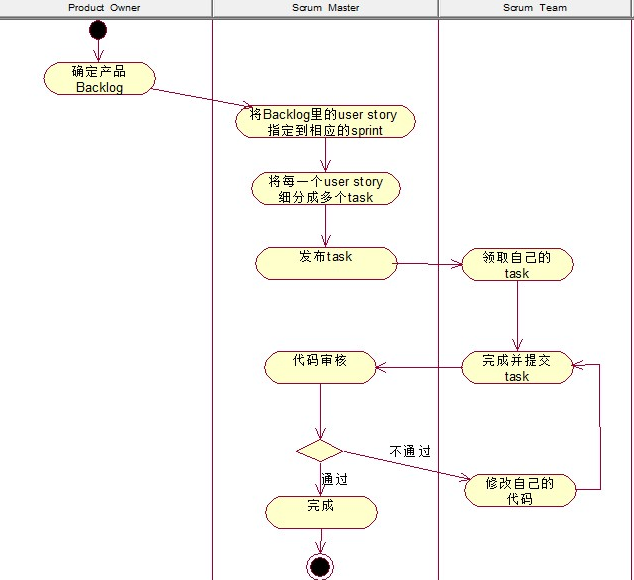 Product Owner
Scrum Master
Scrum Team
确定产品
Backlog
将Backlog里的user story
指定到相应的sprint
将每一个user story
细分成多个task
发布task
领取自己的
task
代码审核
完成并提交
task
不通过
通过
修改自己的
代码
完成